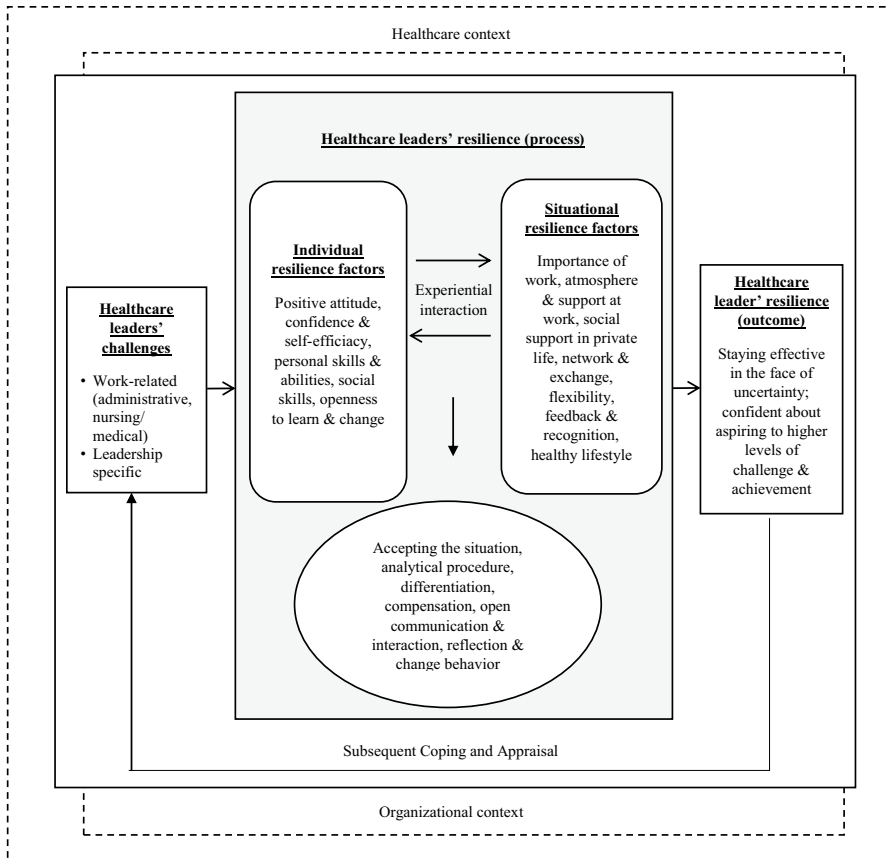 Healthcare context
Healthcare leaders’ resilience (process)
Healthcare
leaders’
challenges
• Work-related
(administrative,
nursing/
medical)
• Leadership
specific
Individual
resilience factors
Positive attitude,
confidence &
self-efficiacy,
personal skills &
abilities, social
skills, openness
to learn & change
Experiential
interaction
Situational
resilience factors
Importance of
work, atmosphere
& support at
work, social
support in private
life, network &
exchange,
flexibility,
feedback &
recognition,
healthy lifestyle
Accepting the situation,
analytical procedure,
differentiation,
compensation, open
communication &
interaction, reflection &
change behavior
Healthcare
leader’ resilience
(outcome)
Staying effective
in the face of
uncertainty;
confident about
aspiring to higher
levels of
challenge &
achievement
Subsequent Coping and Appraisal
Organizational context